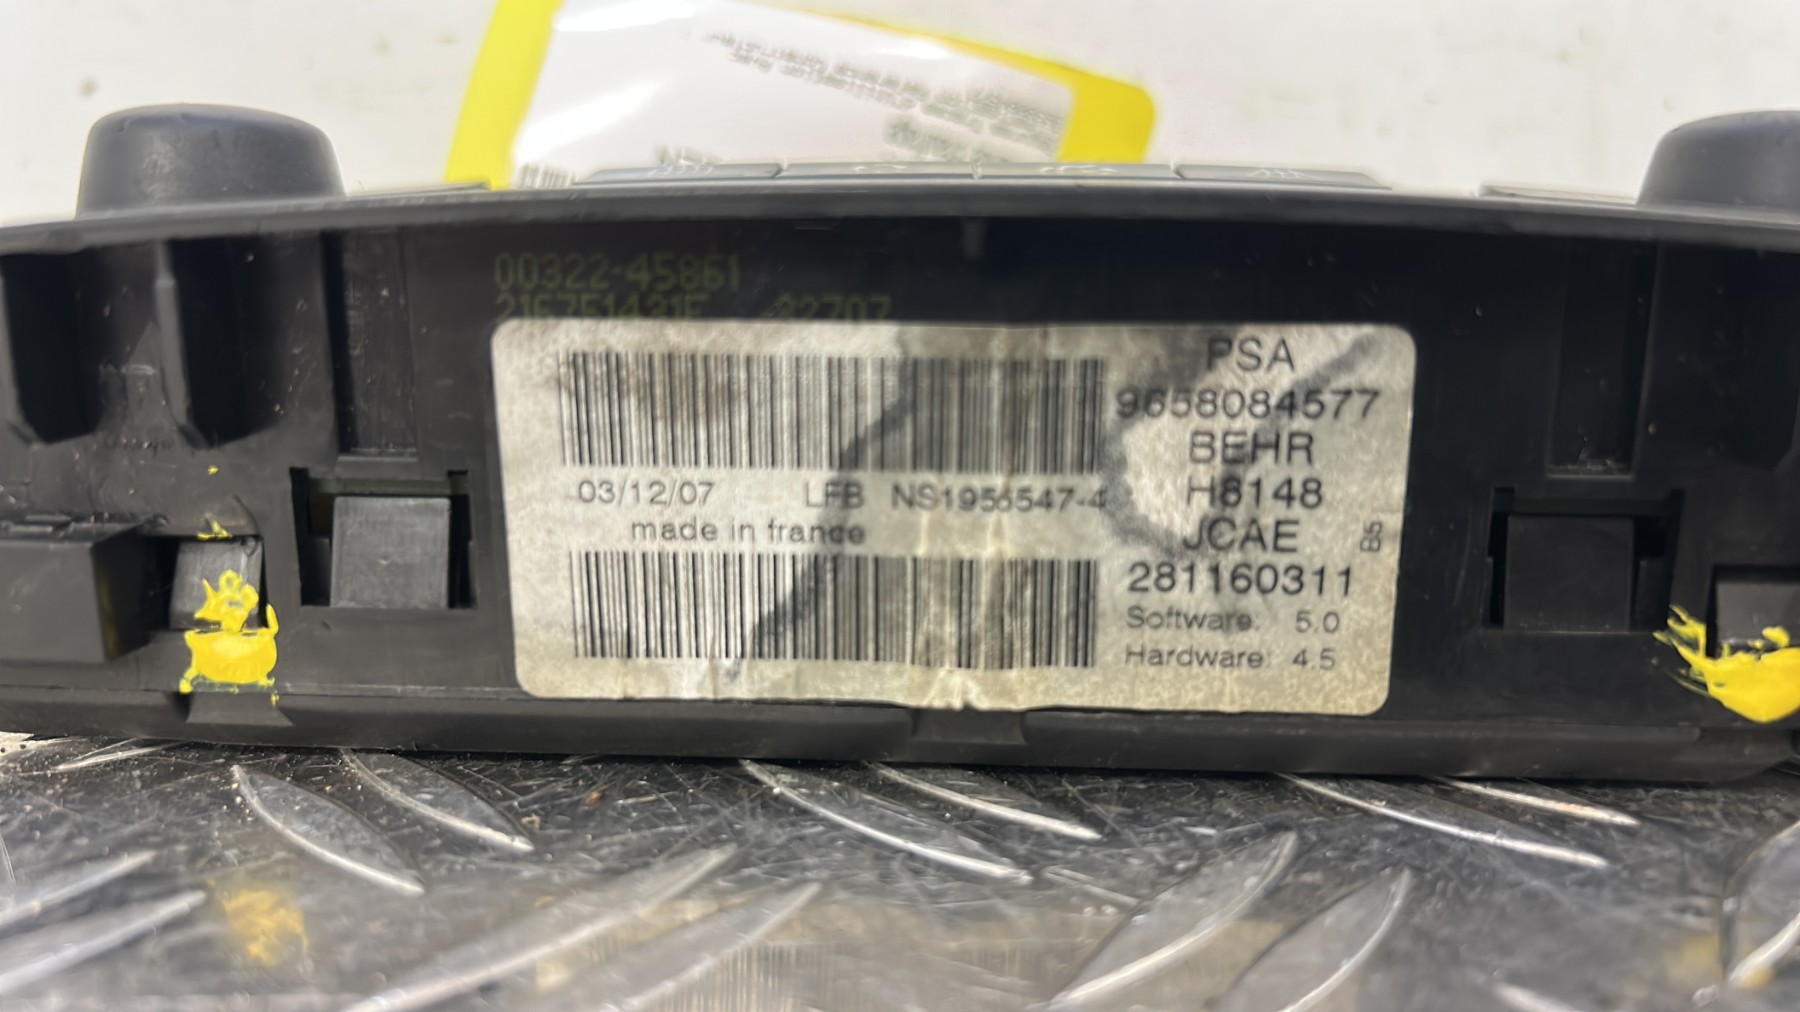 00322-45861
PSA
9658084577
BEHR
03/12/07 LFB NS1956547-4 H8148
made in france JCAE B5
281160311
Software: 5.0
Hardware: 4.5